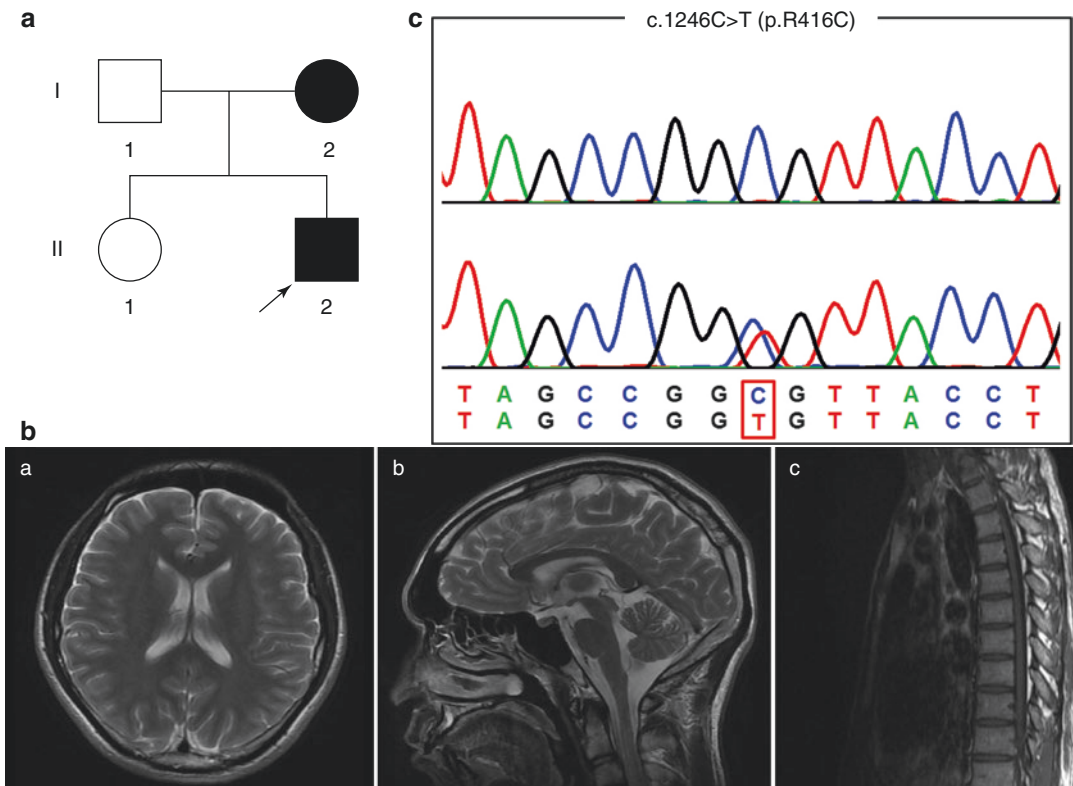 a
I
1
2
II
1
2
c
c.1246C>T (p.R416C)
T A G C C G G C G T T A C C T
T A G C C G G T G T T A C C T
b
a
b
c